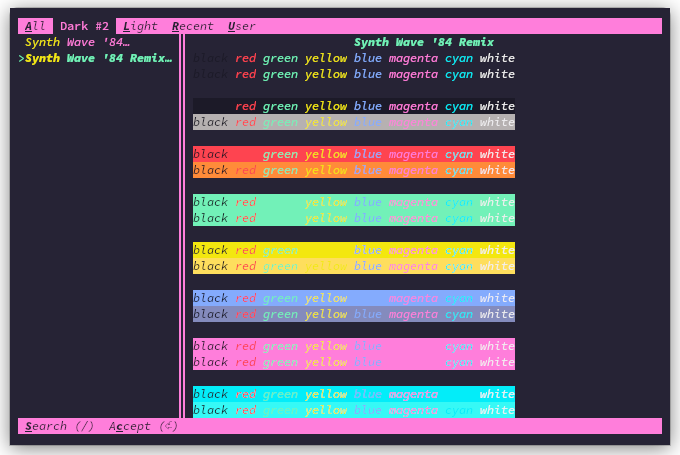 All Dark #2 Light Recent User
Synth Wave '84…
>Synth Wave '84 Remix…
Synth Wave '84 Remix
black red green yellow blue magenta cyan white
black red green yellow blue magenta cyan white
red green yellow blue magenta cyan white
black red green yellow blue magenta cyan white
black green yellow blue magenta cyan white
black red green yellow blue magenta cyan white
black red yellow blue magenta cyan white
black red yellow blue magenta cyan white
black red green blue magenta cyan white
black red green yellow blue magenta cyan white
black red green yellow magenta cyan white
black red green yellow blue magenta cyan white
black red green yellow blue cyan white
black red green yellow blue cyan white
black red green yellow blue magenta white
black red green yellow blue magenta cyan white
Search (/) Accept (⏎)